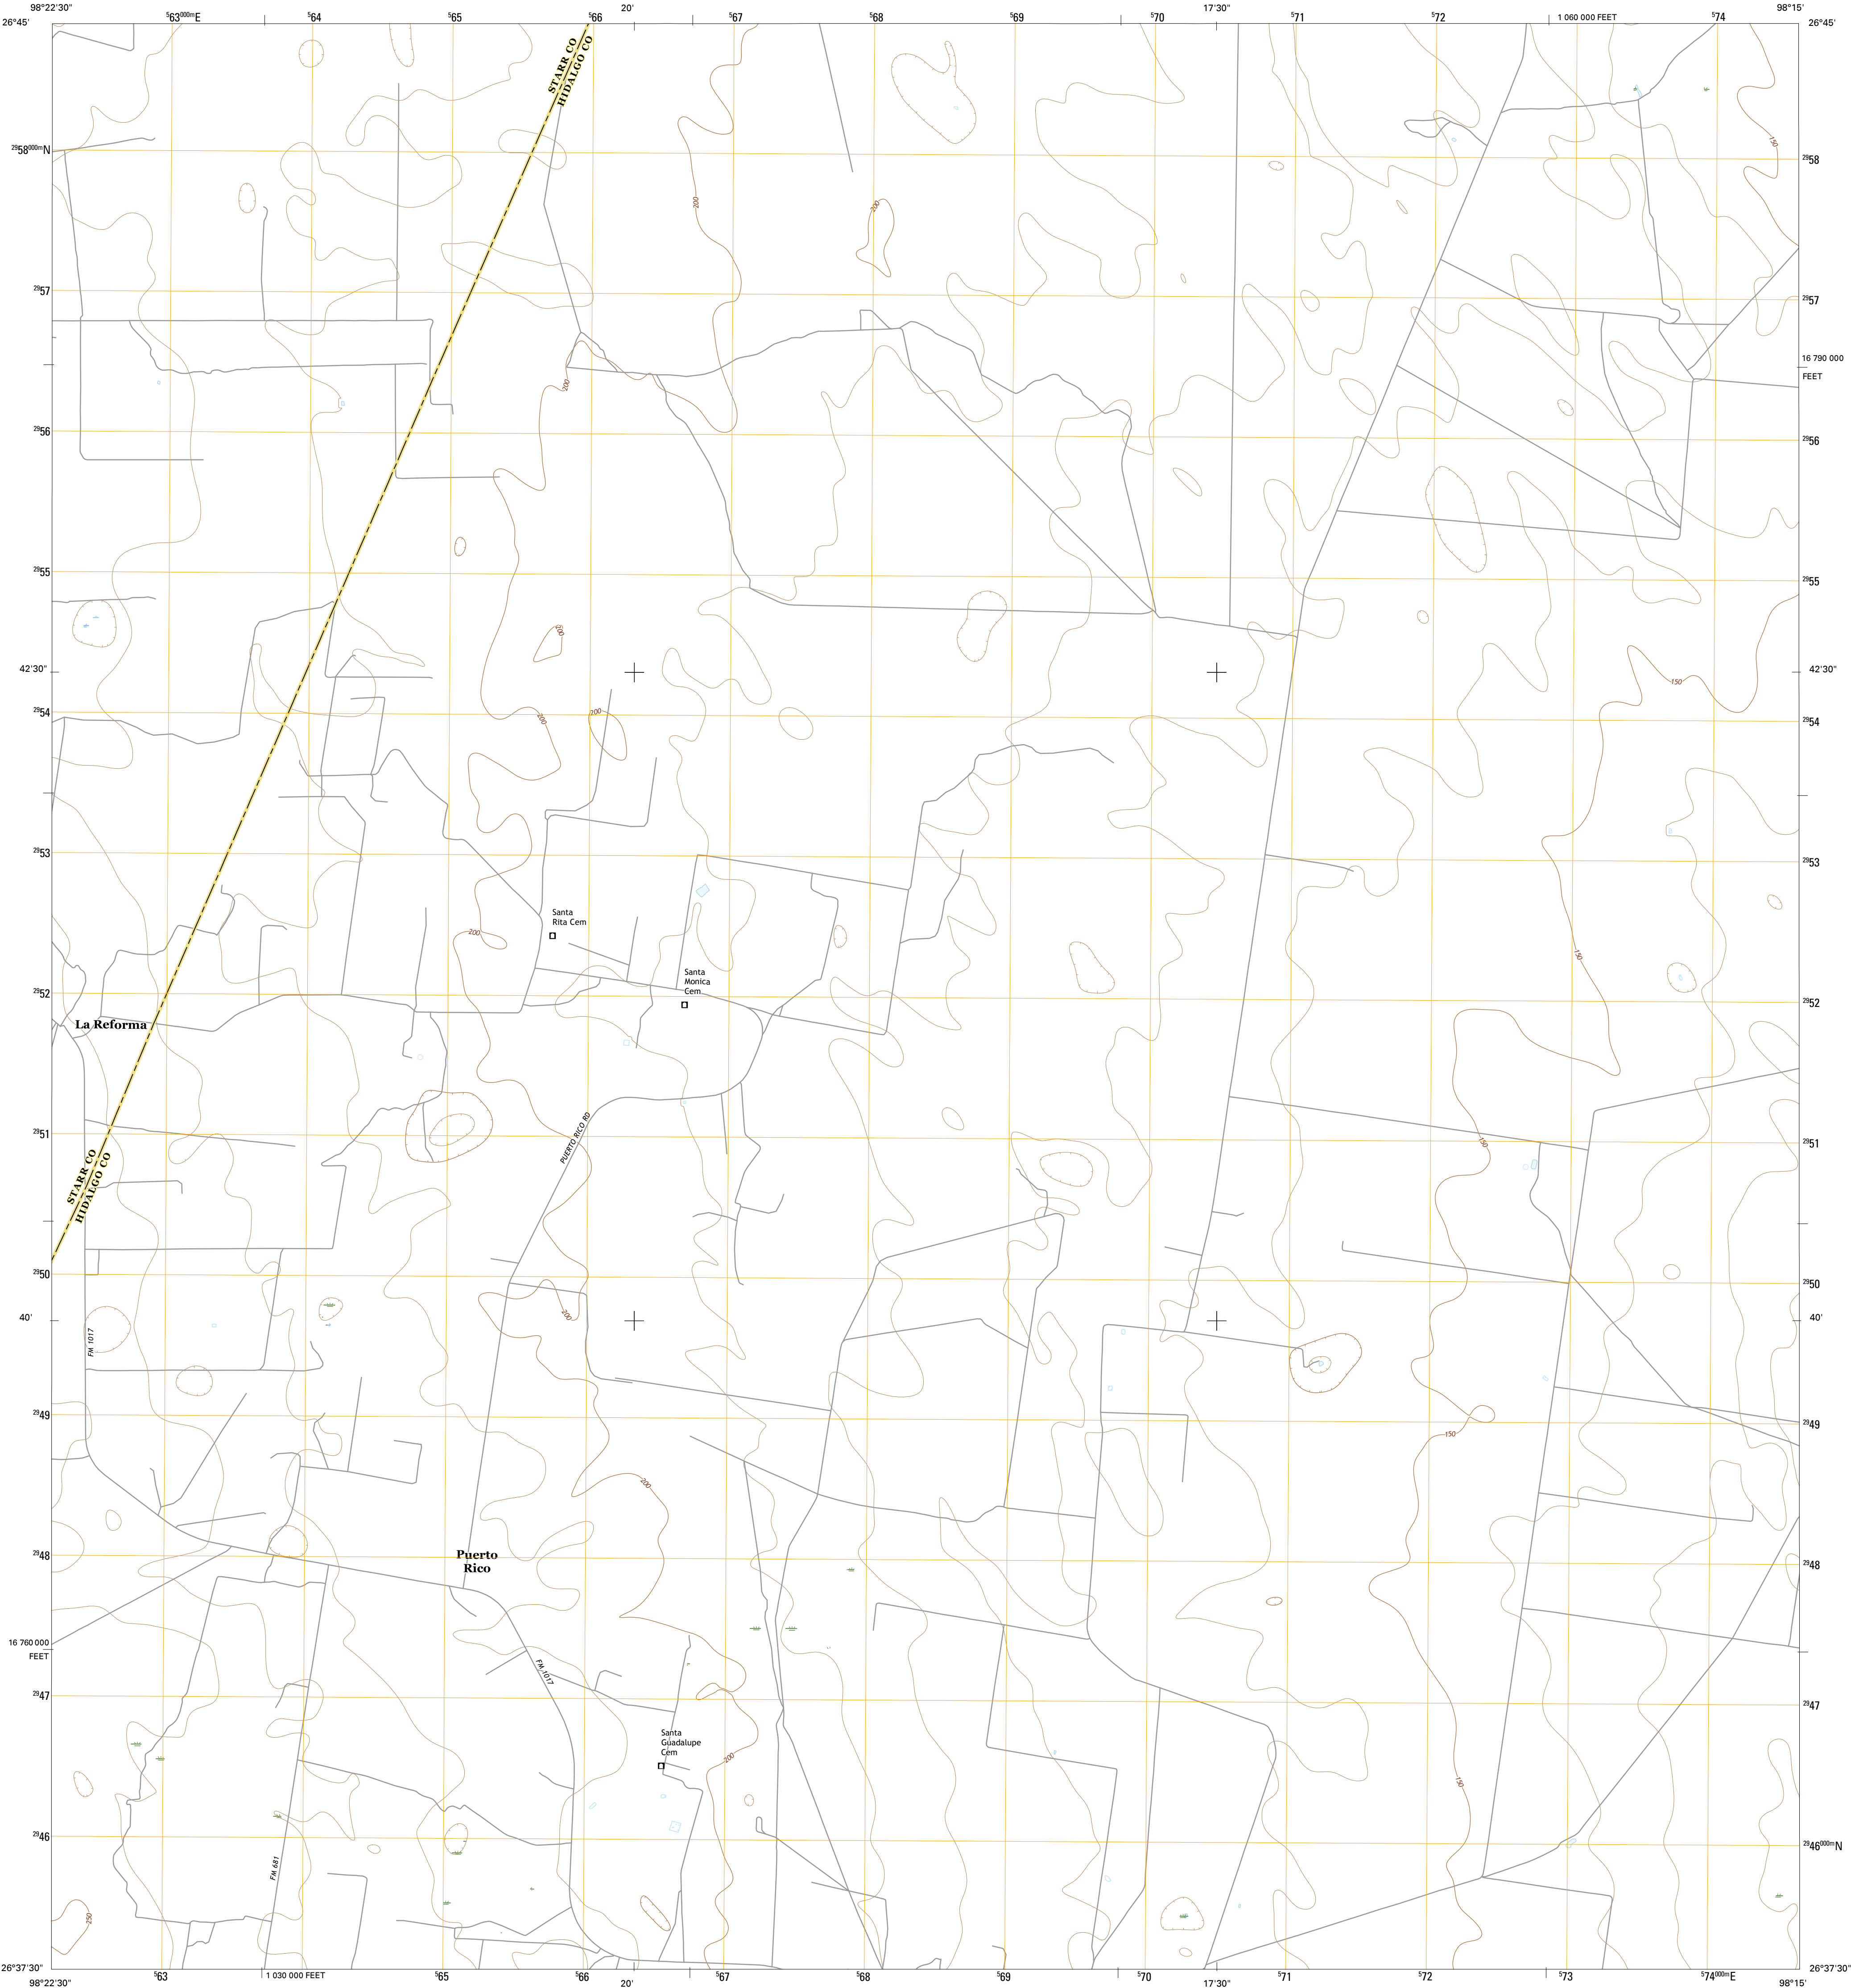 98°22'30"
⁵63⁰⁰⁰ᵐE
⁵64
⁵65
⁵66
20'
⁵67
⁵68
⁵69
⁵70
17'30"
⁵71
⁵72
1 060 000 FEET
⁵74
98°15'
26°45'
26°45'
STARR CO
HIDALGO CO
150
²⁹58⁰⁰⁰ᵐN
²⁹58
200
200
²⁹57
²⁹57
16 790 000
FEET
200
²⁹56
²⁹56
²⁹55
²⁹55
200
42'30"
42'30"
150
²⁹54
200
200
²⁹54
²⁹53
²⁹53
Santa
Rita Cem
200
150
Santa
Monica
Cem
²⁹52
²⁹52
La Reforma
PUERTO RICO RD
²⁹51
150
²⁹51
STARR CO
HIDALGO CO
²⁹50
²⁹50
200
40'
40'
FM 1017
²⁹49
²⁹49
150
200
²⁹48
Puerto
Rico
²⁹48
16 760 000
FEET
FM 1017
²⁹47
²⁹47
Santa
Guadalupe
Cem
200
150
²⁹46
²⁹46⁰⁰⁰ᵐN
FM 681
250
26°37'30"
26°37'30"
98°22'30"
⁵63
1 030 000 FEET
⁵65
⁵66
20'
⁵67
⁵68
⁵69
⁵70
17'30"
⁵71
⁵72
⁵73
⁵74⁰⁰⁰ᵐE
98°15'